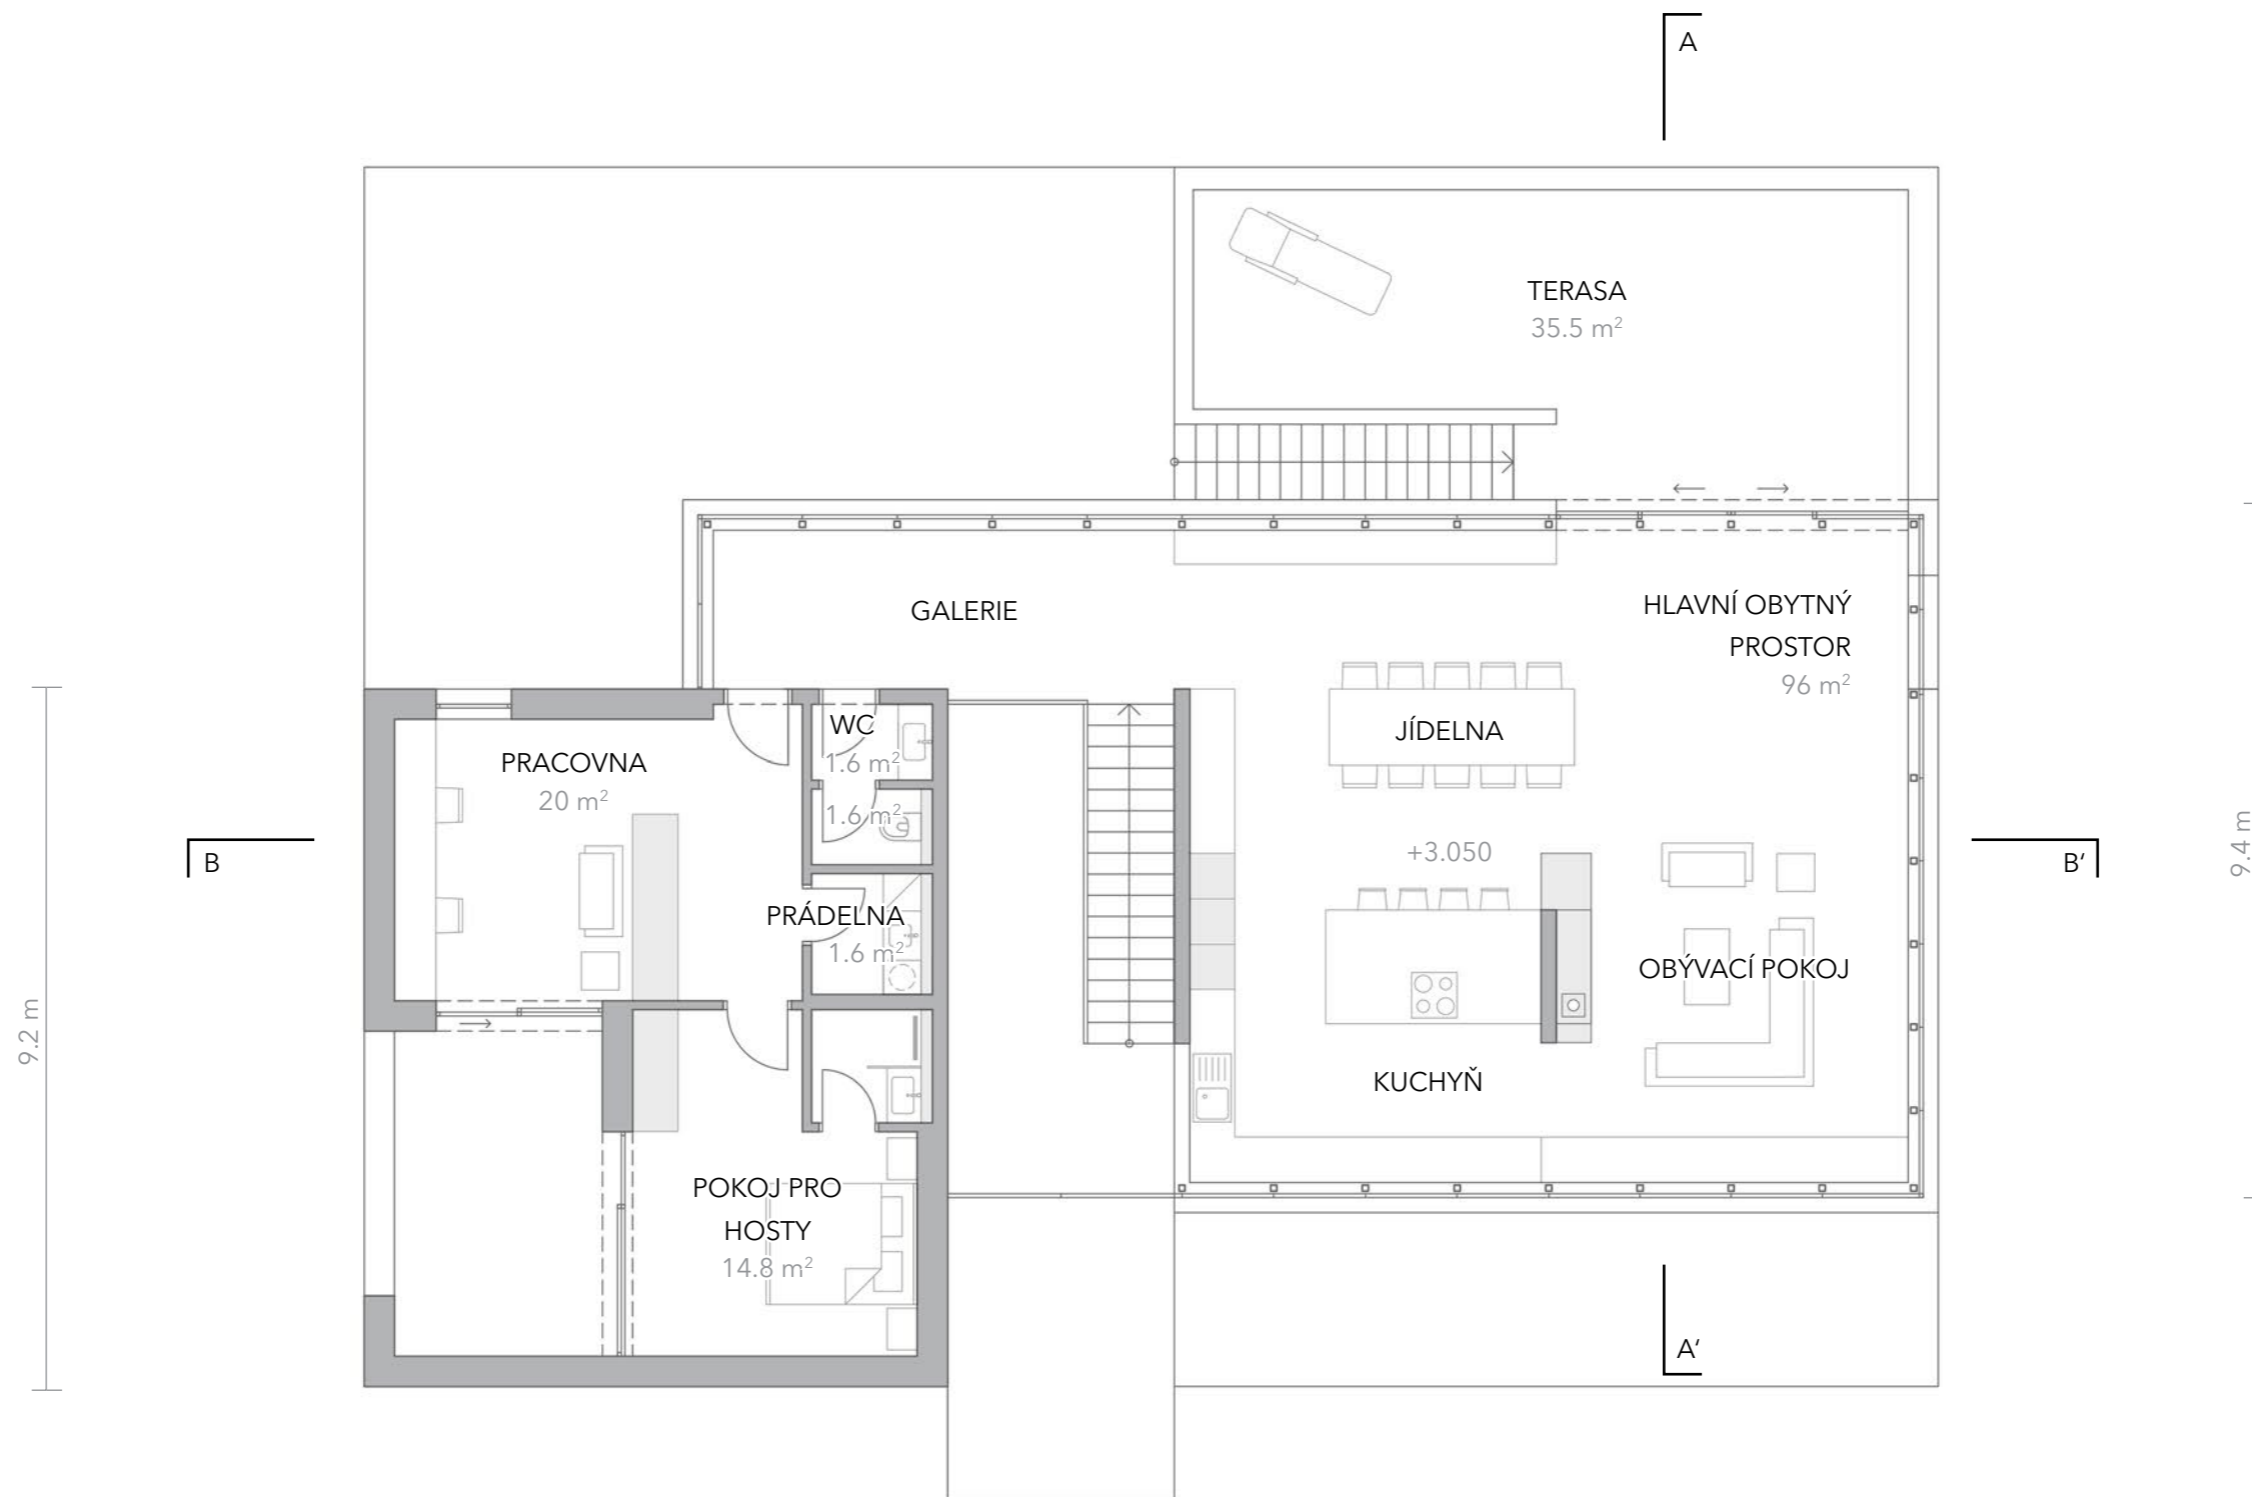 A
TERASA
35.5 m²
GALERIE
HLAVNÍ OBYTNÝ
PROSTOR
96 m²
PRACOVNA
20 m²
WC
1.6 m²
1.6 m²
JÍDELNA
+3.050
B
B‘
9.4 m
PRÁDELNA
1.6 m²
OBÝVACÍ POKOJ
9.2 m
KUCHYŇ
POKOJ PRO
HOSTY
14.8 m²
A‘